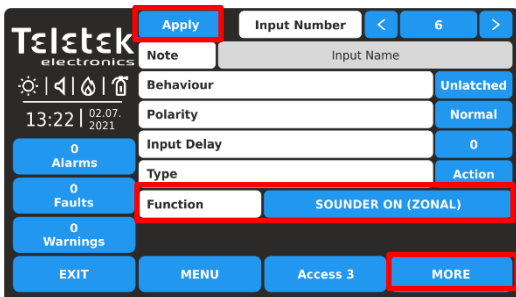 Teletek
electronics
13:22 02.07.
2021
0
Alarms
0
Faults
0
Warnings
EXIT
Apply Input Number < 6 >
Note Input Name
Behaviour Unlatched
Polarity Normal
Input Delay 0
Type Action
Function SOUNDER ON (ZONAL)
MENU Access 3 MORE